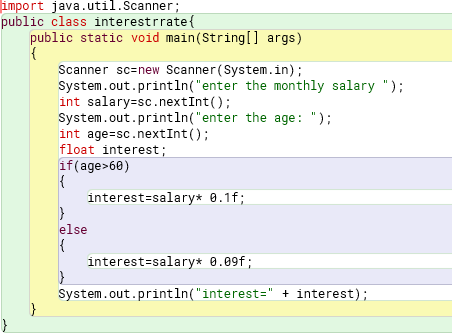 import java.util.Scanner;
public class interestrrate{
    public static void main(String[] args)
    {
        Scanner sc=new Scanner(System.in);
        System.out.println("enter the monthly salary ");
        int salary=sc.nextInt();
        System.out.println("enter the age: ");
        int age=sc.nextInt();
        float interest;
        if(age>60)
        {
            interest=salary* 0.1f;
        }
        else
        {
            interest=salary* 0.09f;
        }
        System.out.println("interest=" + interest);
    }
}